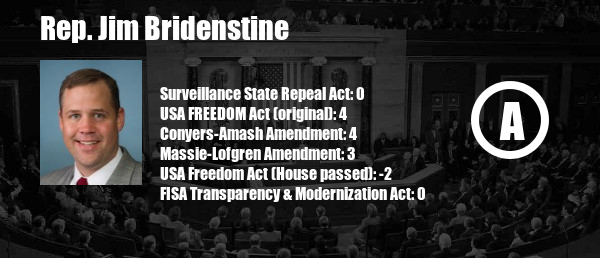 Rep. Jim Bridenstine
Surveillance State Repeal Act: 0
USA FREEDOM Act (original): 4
Conyers-Amash Amendment: 4
Massie-Lofgren Amendment: 3
USA Freedom Act (House passed): -2
FISA Transparency & Modernization Act: 0
A